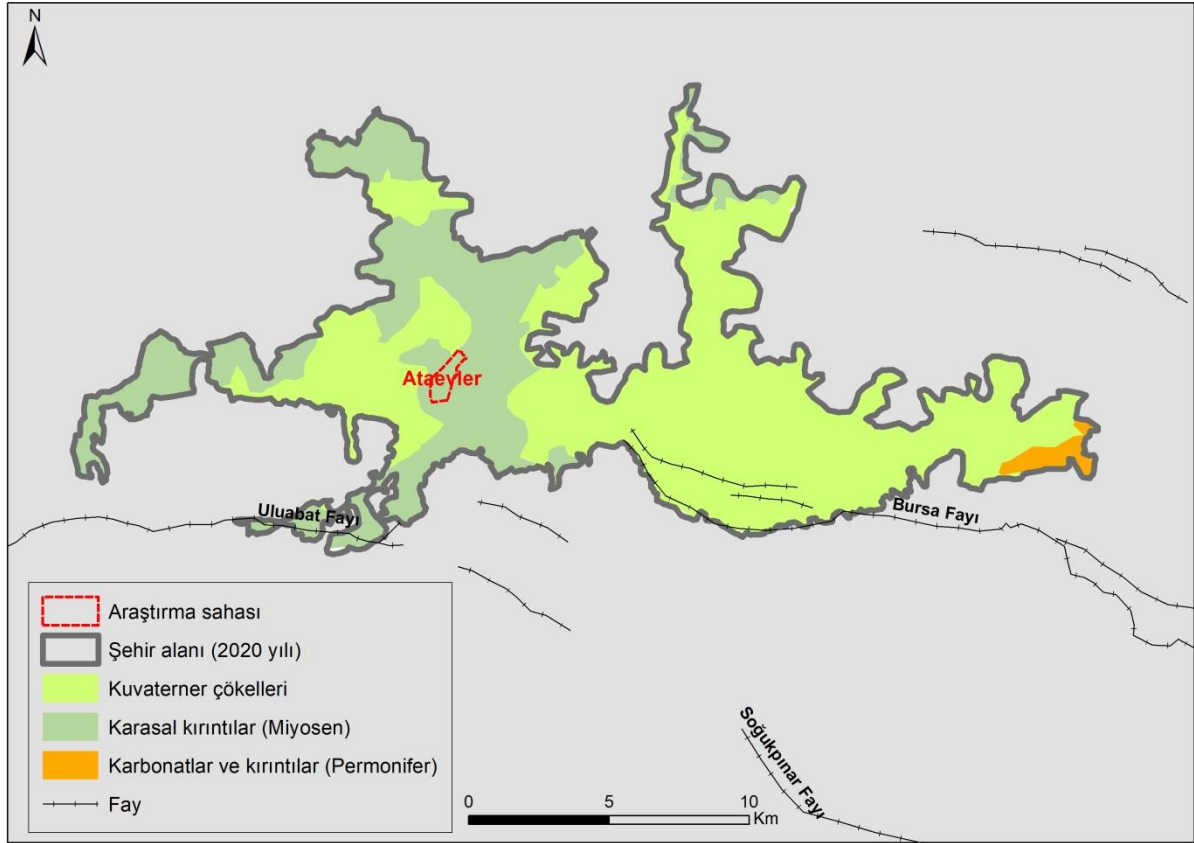 N
Ataevler
Uluabat Fayı
Bursa Fayı
Soğukpınar Fayı
Araştırma sahası
Şehir alanı (2020 yılı)
Kuvaterner çökelleri
Karasal kırıntılar (Miyosen)
Karbonatlar ve kırıntılar (Permonifer)
Fay
0 5 10
Km